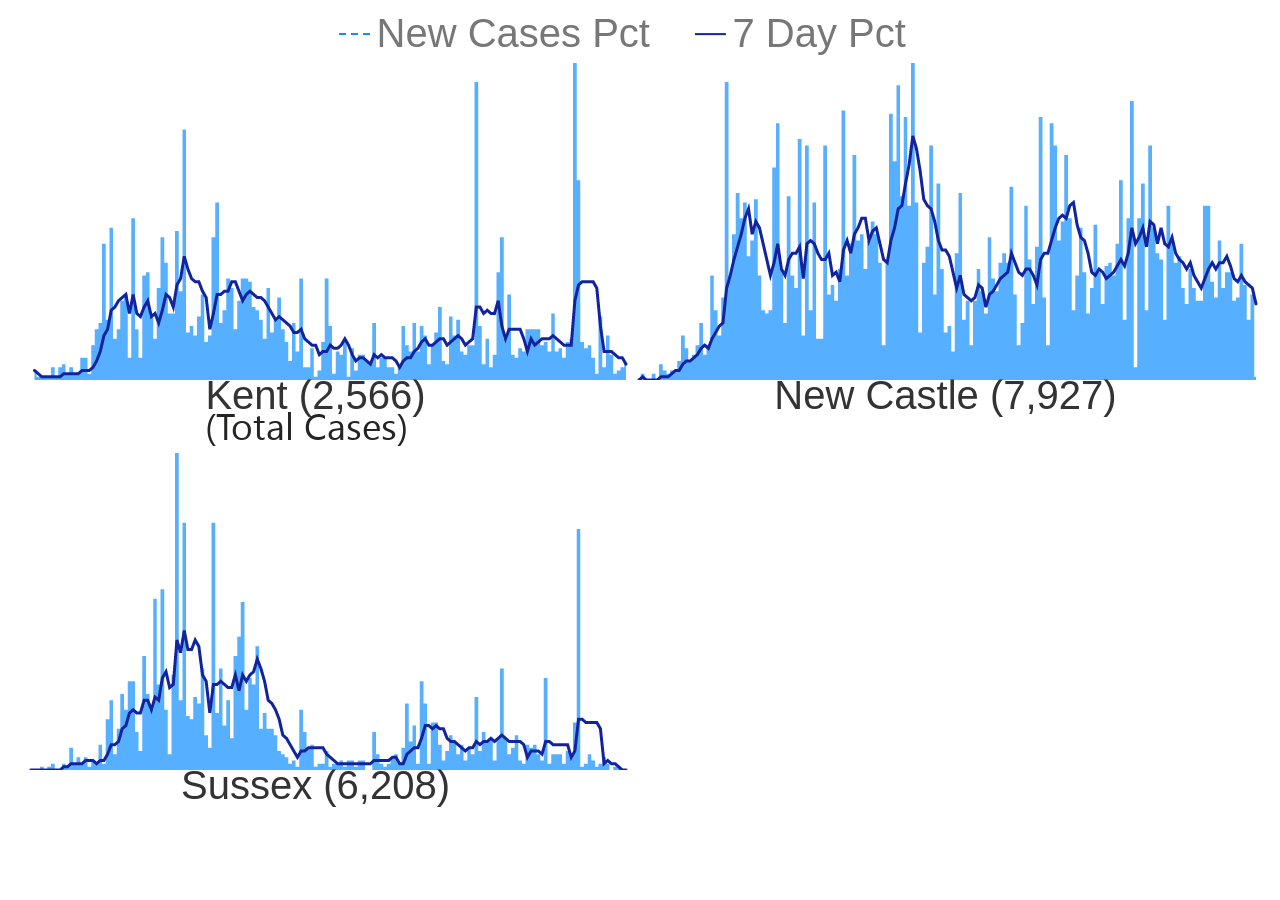 New Cases Pct 7 Day Pct
Kent (2,566)
(Total Cases)
New Castle (7,927)
Sussex (6,208)